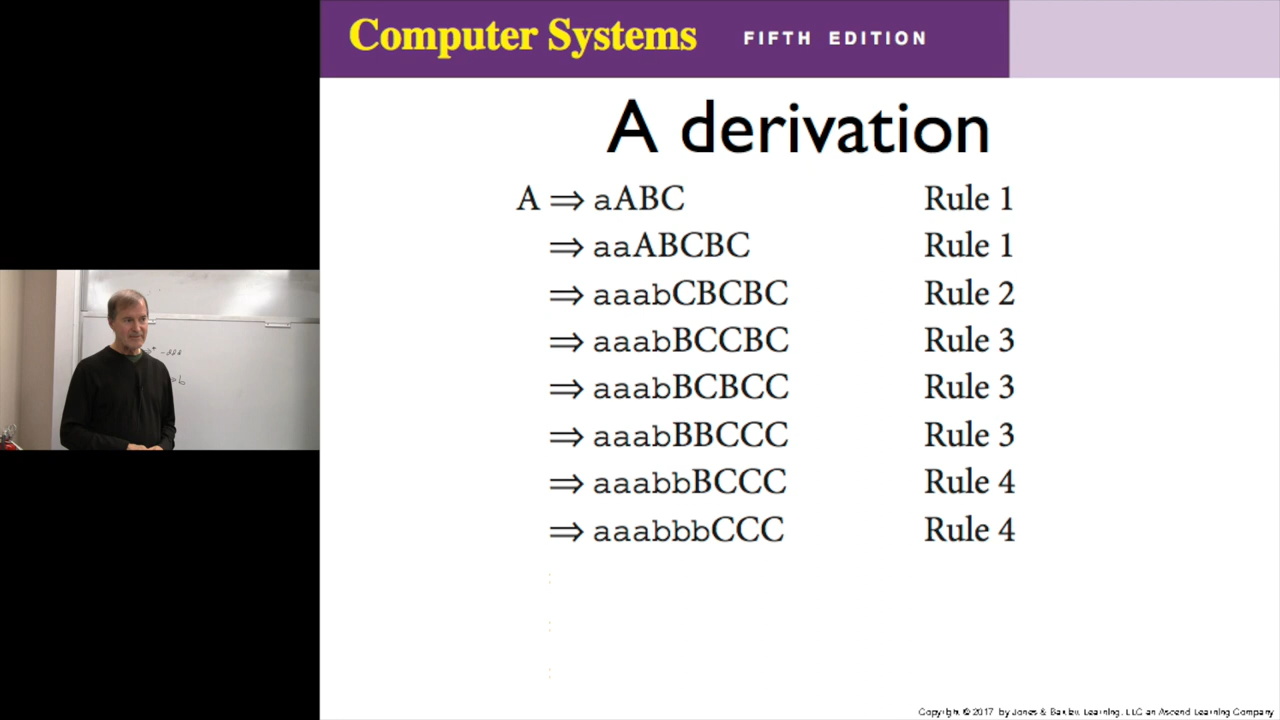 Computer Systems FIFTH EDITION
A derivation
A ⇒ aABC Rule 1
⇒ aaABCBC Rule 1
⇒ aaabCBCBC Rule 2
⇒ aaabBCCBC Rule 3
⇒ aaabBCBCC Rule 3
⇒ aaabBBCCC Rule 3
⇒ aaabbBCCC Rule 4
⇒ aaabbbCCC Rule 4
Copyright © 2017 by Jones & Bartlett Learning, LLC an Ascend Learning Company